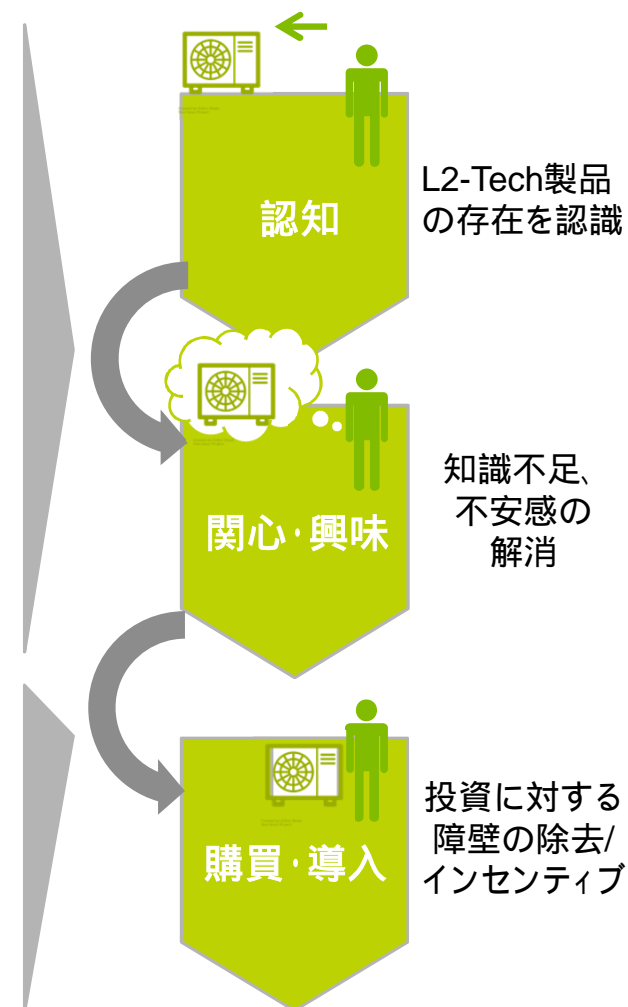 認知
L2-Tech製品
の存在を認識
関心・興味
知識不足、
不安感の
解消
購買・導入
投資に対する
障壁の除去/
インセンティブ